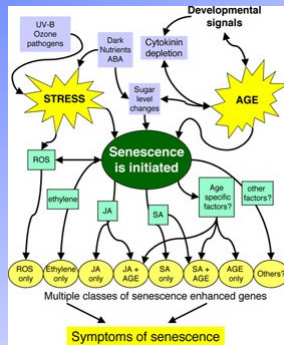 Developmental
signals
UV-B
Ozone
pathogens
Dark
Nutrients
ABA
Cytokinin
depletion
STRESS
Sugar
level
changes
AGE
Senescence
is initiated
ROS
ethylene
JA
SA
Age
specific
factors?
other
factors?
ROS
only
Ethylene
only
JA
only
JA +
AGE
SA
only
SA +
AGE
AGE
only
Others?
Multiple classes of senescence enhanced genes
Symptoms of senescence